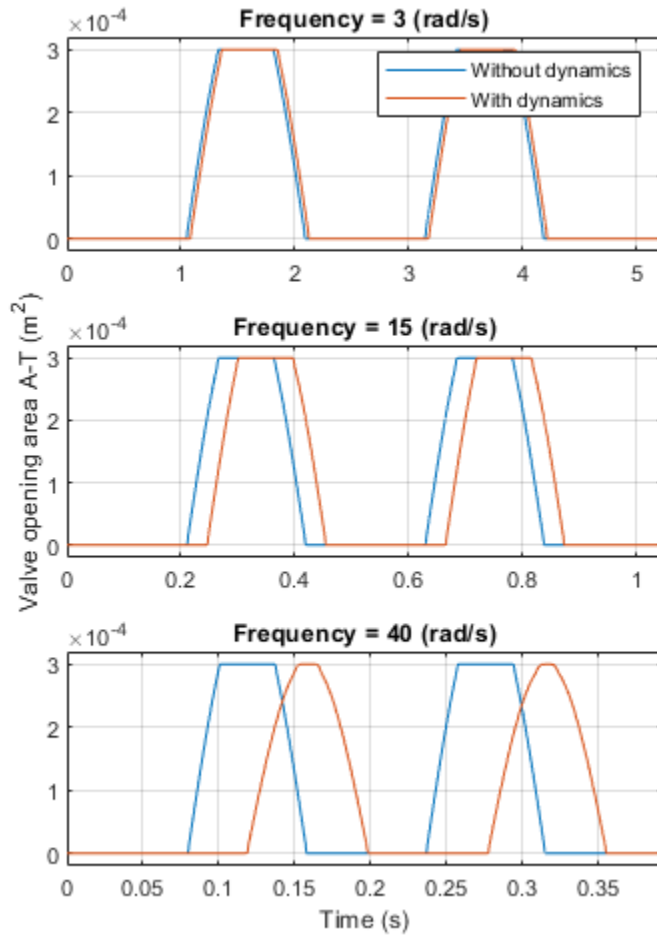 Frequency = 3 (rad/s)
×10⁻⁴
3
2
1
0
Without dynamics
With dynamics
0 1 2 3 4 5
Valve opening area A-T (m²)
Frequency = 15 (rad/s)
×10⁻⁴
3
2
1
0
0 0.2 0.4 0.6 0.8 1
Frequency = 40 (rad/s)
×10⁻⁴
3
2
1
0
0 0.05 0.1 0.15 0.2 0.25 0.3 0.35
Time (s)